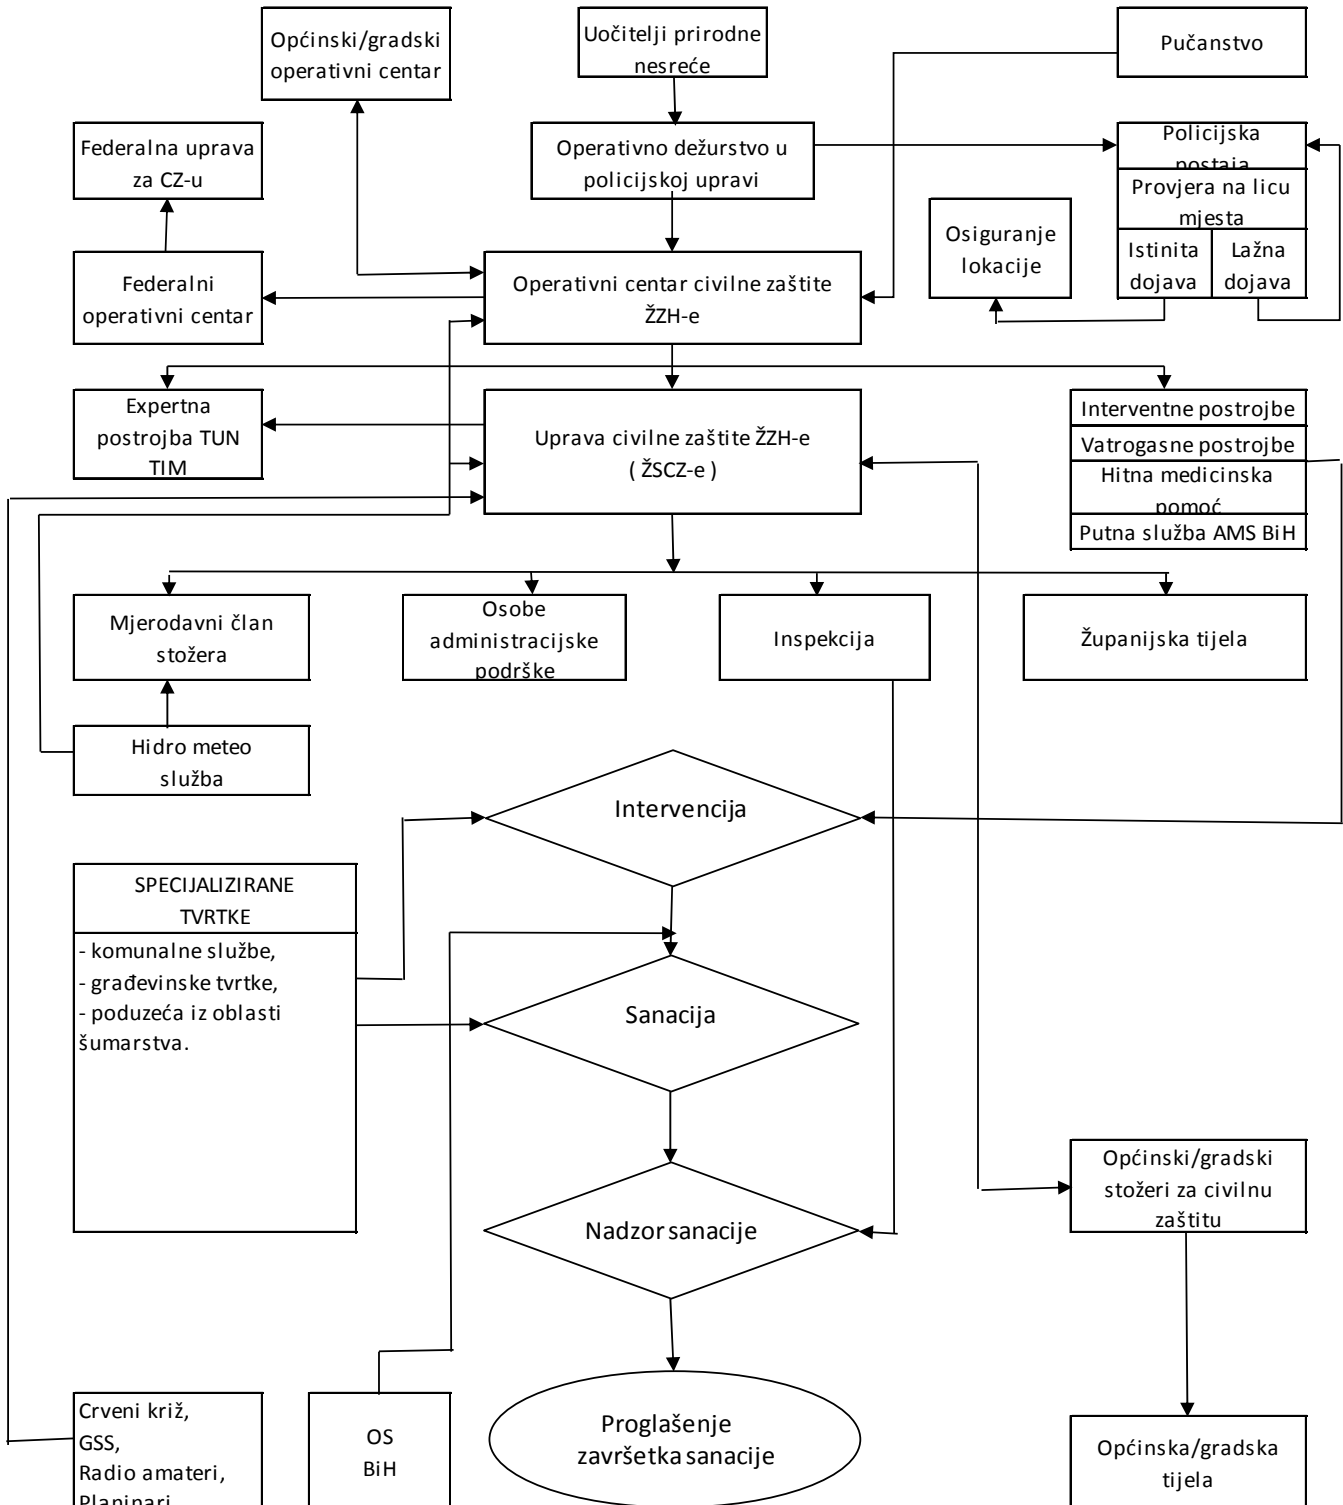 Općinski/gradski
operativni centar
Uočitelji prirodne
nesreće
Pučanstvo
Federalna uprava
za CZ-u
Operativno dežurstvo u
policijskoj upravi
Policijska
postaja
Provjera na licu
mjesta
Istinita
dojava
Lažna
dojava
Osiguranje
lokacije
Federalni
operativni centar
Operativni centar civilne zaštite
ŽZH-e
Expertna
postrojba TUN
TIM
Uprava civilne zaštite ŽZH-e
( ŽSCZ-e )
Interventne postrojbe
Vatrogasne postrojbe
Hitna medicinska
pomoć
Putna služba AMS BiH
Mjerodavni član
stožera
Osobe
administracijske
podrške
Inspekcija
Županijska tijela
Hidro meteo
služba
Intervencija
SPECIJALIZIRANE
TVRTKE
- komunalne službe,
- građevinske tvrtke,
- poduzeća iz oblasti
šumarstva.
Sanacija
Nadzor sanacije
Općinski/gradski
stožeri za civilnu
zaštitu
Crveni križ,
GSS,
Radio amateri,
Planinari
OS
BiH
Proglašenje
završetka sanacije
Općinska/gradska
tijela